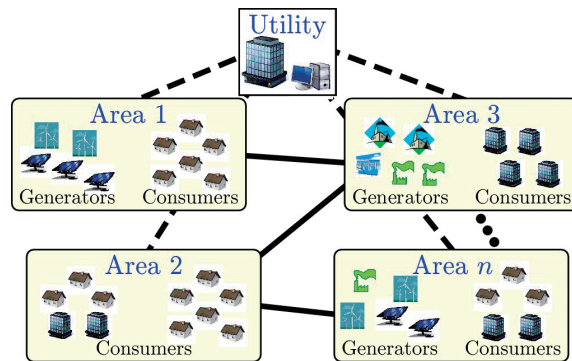 Utility
Area 1
Generators Consumers
Area 3
Generators Consumers
Area 2
Consumers
Area n
Generators Consumers